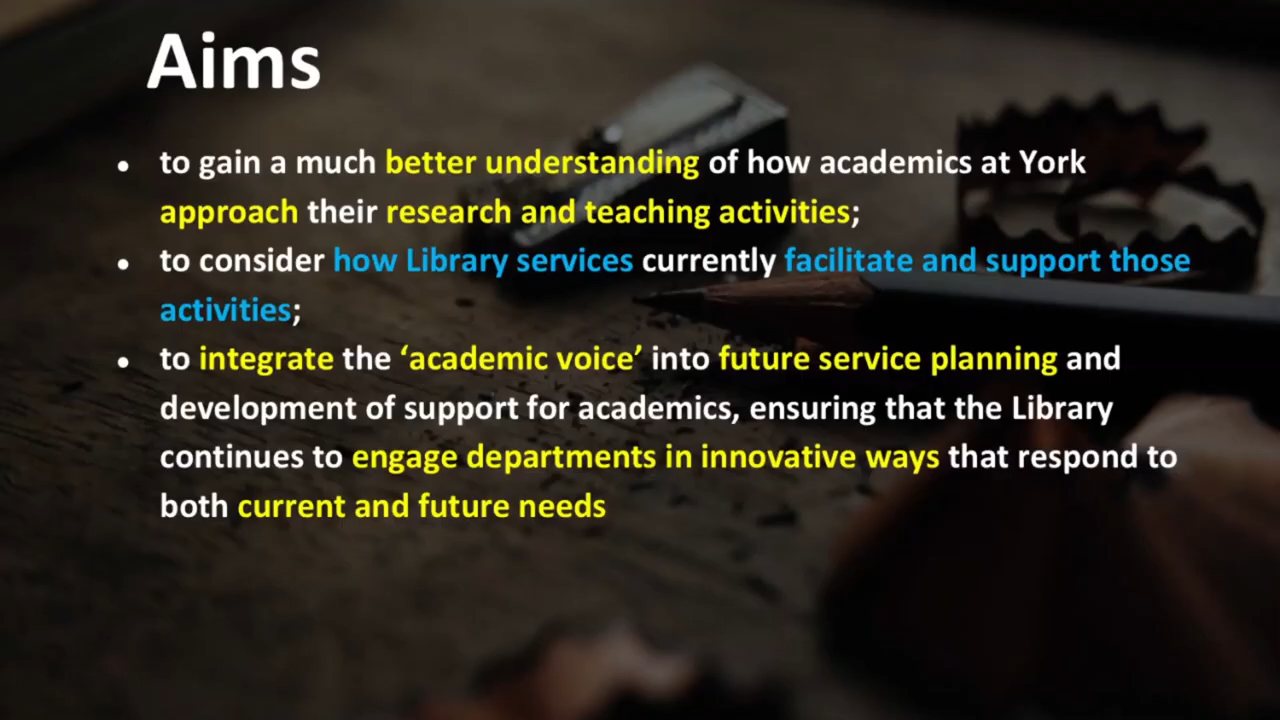 Aims
• to gain a much better understanding of how academics at York
approach their research and teaching activities;
• to consider how Library services currently facilitate and support those
activities;
• to integrate the ‘academic voice’ into future service planning and
development of support for academics, ensuring that the Library
continues to engage departments in innovative ways that respond to
both current and future needs